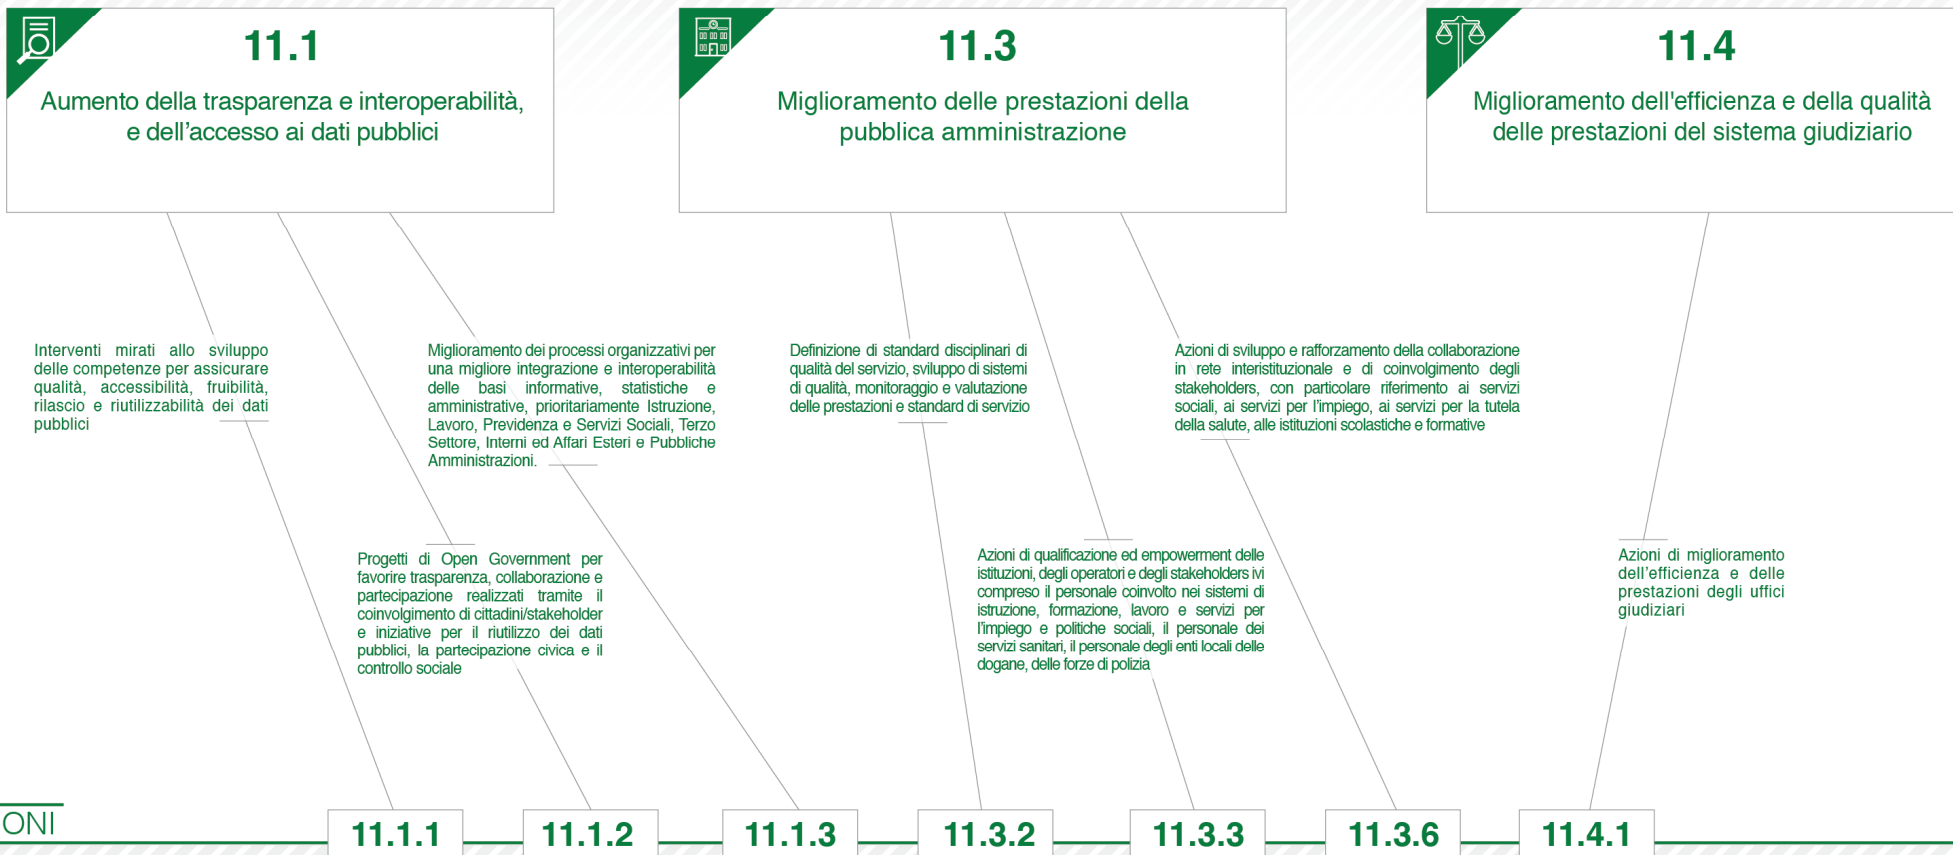 11.1
Aumento della trasparenza e interoperabilità,
e dell’accesso ai dati pubblici
11.3
Miglioramento delle prestazioni della
pubblica amministrazione
11.4
Miglioramento dell'efficienza e della qualità
delle prestazioni del sistema giudiziario
Interventi mirati allo sviluppo
delle competenze per assicurare
qualità, accessibilità, fruibilità,
rilascio e riutilizzabilità dei dati
pubblici
Miglioramento dei processi organizzativi per
una migliore integrazione e interoperabilità
delle basi informative, statistiche e
amministrative, prioritariamente Istruzione,
Lavoro, Previdenza e Servizi Sociali, Terzo
Settore, Interni ed Affari Esteri e Pubbliche
Amministrazioni.
Definizione di standard disciplinari di
qualità del servizio, sviluppo di sistemi
di qualità, monitoraggio e valutazione
delle prestazioni e standard di servizio
Azioni di sviluppo e rafforzamento della collaborazione
in rete interistituzionale e di coinvolgimento degli
stakeholders, con particolare riferimento ai servizi
sociali, ai servizi per l’impiego, ai servizi per la tutela
della salute, alle istituzioni scolastiche e formative
Progetti di Open Government per
favorire trasparenza, collaborazione e
partecipazione realizzati tramite il
coinvolgimento di cittadini/stakeholder
e iniziative per il riutilizzo dei dati
pubblici, la partecipazione civica e il
controllo sociale
Azioni di qualificazione ed empowerment delle
istituzioni, degli operatori e degli stakeholders ivi
compreso il personale coinvolto nei sistemi di
istruzione, formazione, lavoro e servizi per
l’impiego e politiche sociali, il personale dei
servizi sanitari, il personale degli enti locali delle
dogane, delle forze di polizia
Azioni di miglioramento
dell’efficienza e delle
prestazioni degli uffici
giudiziari
ONI
11.1.1
11.1.2
11.1.3
11.3.2
11.3.3
11.3.6
11.4.1